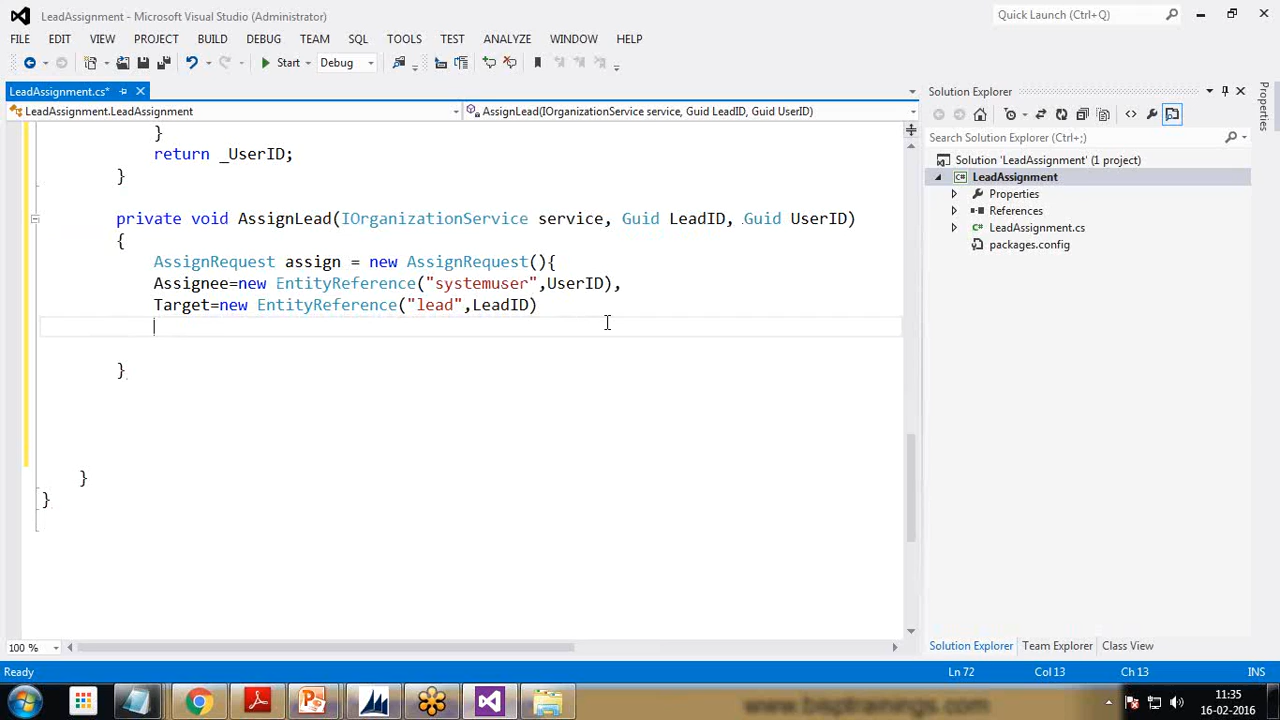 LeadAssignment - Microsoft Visual Studio (Administrator)
Quick Launch (Ctrl+Q)
FILE EDIT VIEW PROJECT BUILD DEBUG TEAM SQL TOOLS TEST ANALYZE WINDOW HELP
Start Debug
LeadAssignment.cs*
LeadAssignment.LeadAssignment
AssignLead(IOrganizationService service, Guid LeadID, Guid UserID)
}
return _UserID;
}
private void AssignLead(IOrganizationService service, Guid LeadID, Guid UserID)
{
AssignRequest assign = new AssignRequest(){
Assignee=new EntityReference("systemuser",UserID),
Target=new EntityReference("lead",LeadID)
}
}
}
100 %
Solution Explorer
Search Solution Explorer (Ctrl+;)
Solution 'LeadAssignment' (1 project)
LeadAssignment
Properties
References
LeadAssignment.cs
packages.config
Solution Explorer Team Explorer Class View
Properties
Ready
Ln 72 Col 13 Ch 13 INS
11:35
16-02-2016
www.bisptrainings.com